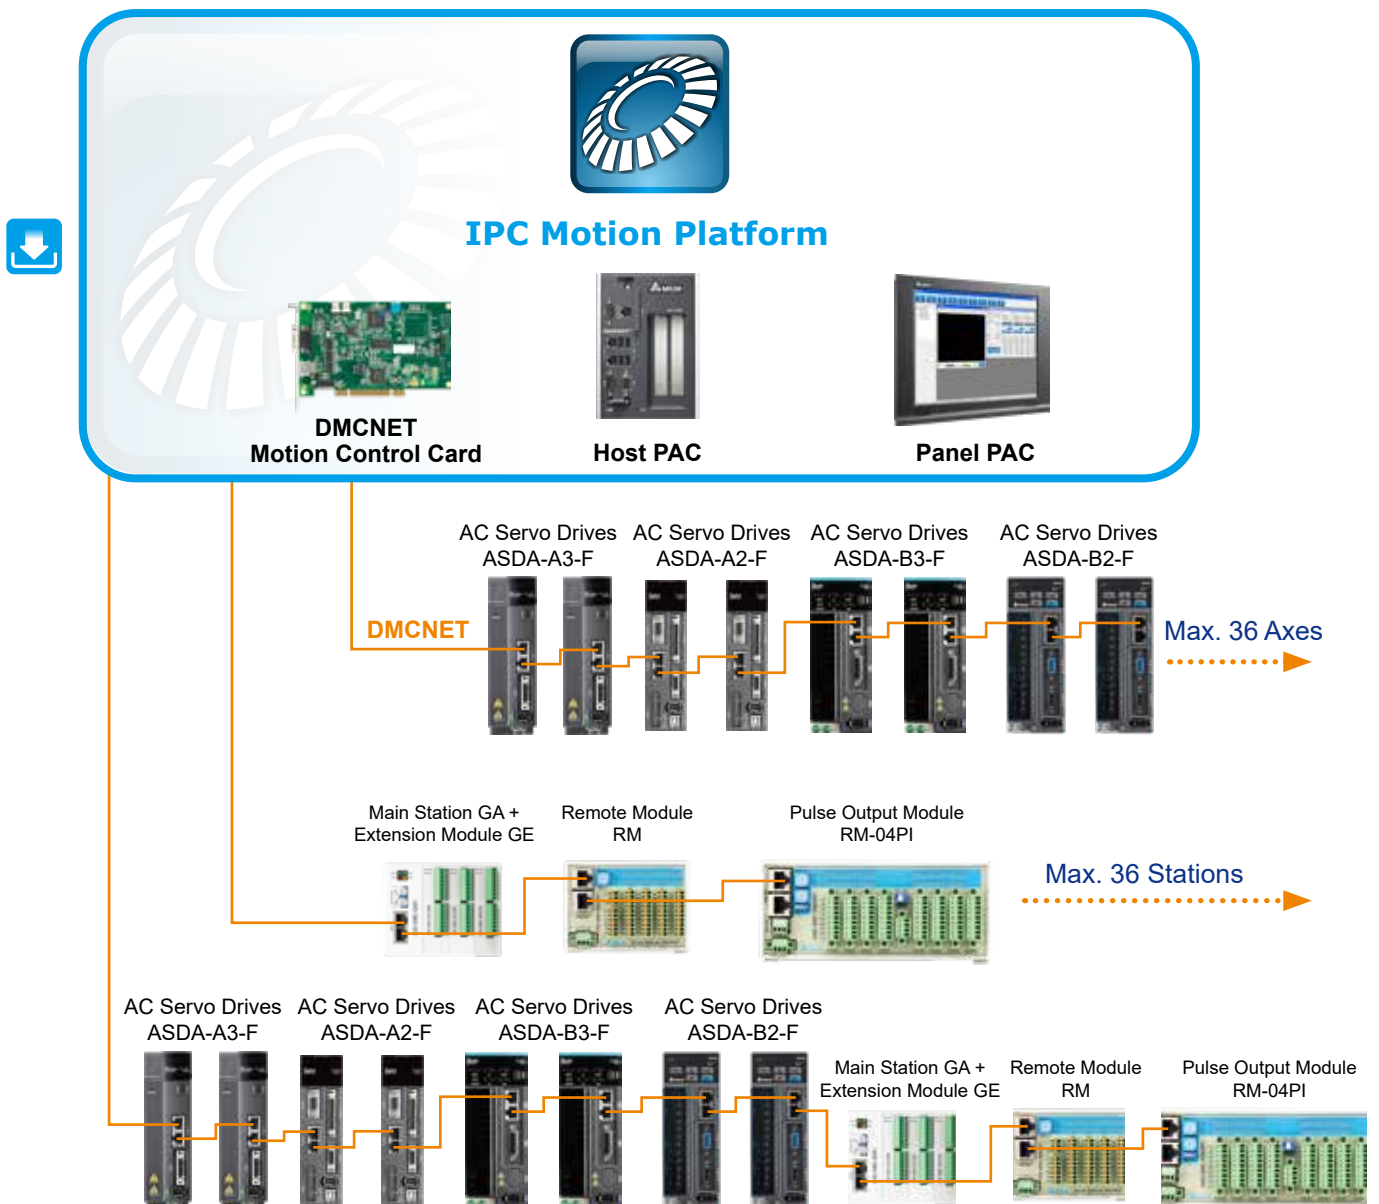 IPC Motion Platform
DMCNET
Motion Control Card
Host PAC
Panel PAC
AC Servo Drives
ASDA-A3-F
AC Servo Drives
ASDA-A2-F
AC Servo Drives
ASDA-B3-F
AC Servo Drives
ASDA-B2-F
DMCNET
Max. 36 Axes
Main Station GA +
Extension Module GE
Remote Module
RM
Pulse Output Module
RM-04PI
Max. 36 Stations
AC Servo Drives
ASDA-A3-F
AC Servo Drives
ASDA-A2-F
AC Servo Drives
ASDA-B3-F
AC Servo Drives
ASDA-B2-F
Main Station GA +
Extension Module GE
Remote Module
RM
Pulse Output Module
RM-04PI